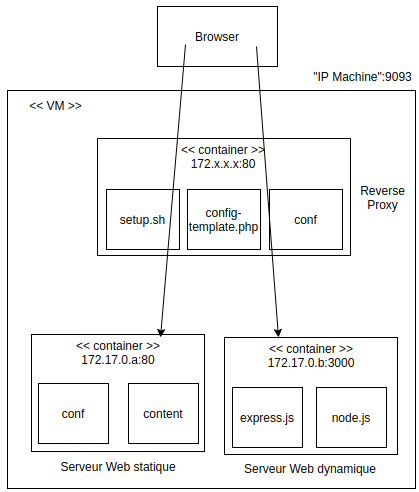 Browser
"IP Machine":9093
<< VM >>
<< container >>
172.x.x.x:80
setup.sh
config-
template.php
conf
Reverse
Proxy
<< container >>
172.17.0.a:80
conf
content
Serveur Web statique
<< container >>
172.17.0.b:3000
express.js
node.js
Serveur Web dynamique